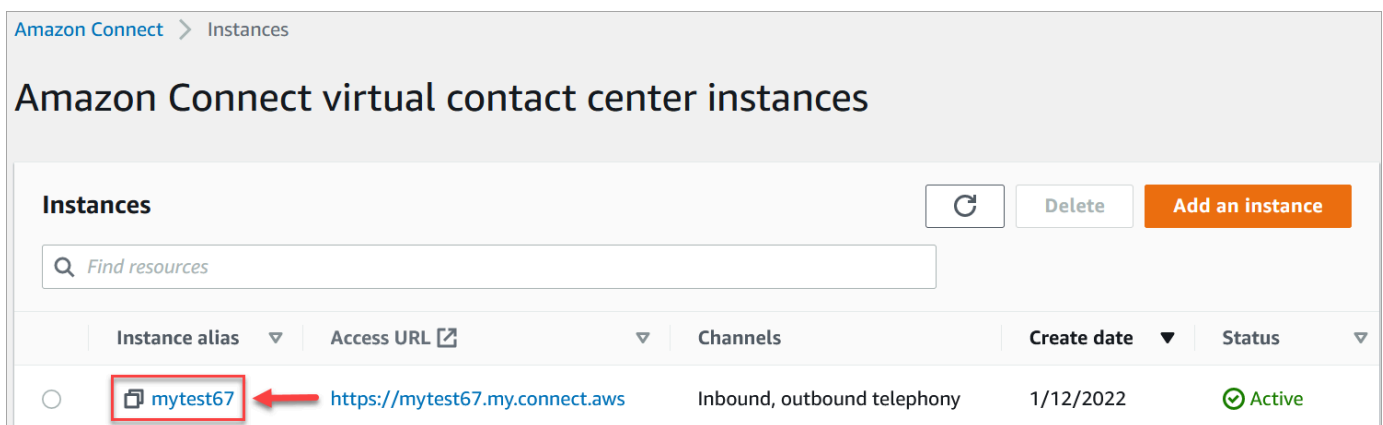 Amazon Connect > Instances
Amazon Connect virtual contact center instances
Instances Delete Add an instance
Find resources
Instance alias Access URL Channels Create date Status
mytest67 https://mytest67.my.connect.aws Inbound, outbound telephony 1/12/2022 Active